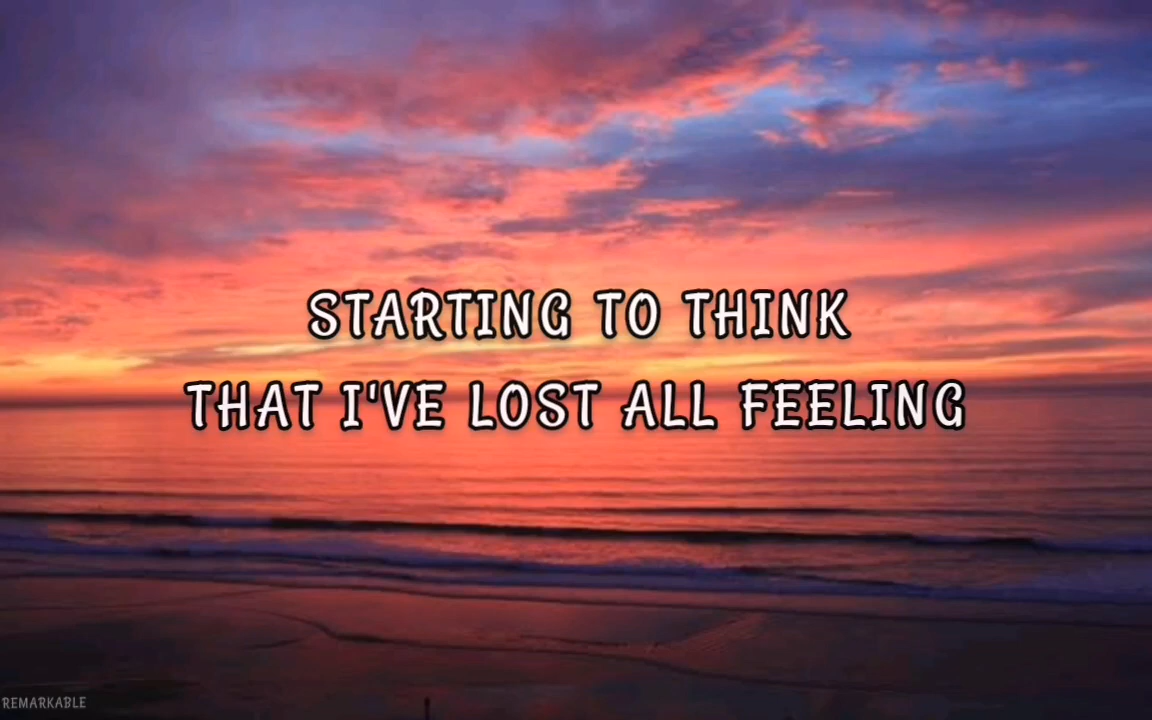 STARTING TO THINK
THAT I'VE LOST ALL FEELING
REMARKABLE